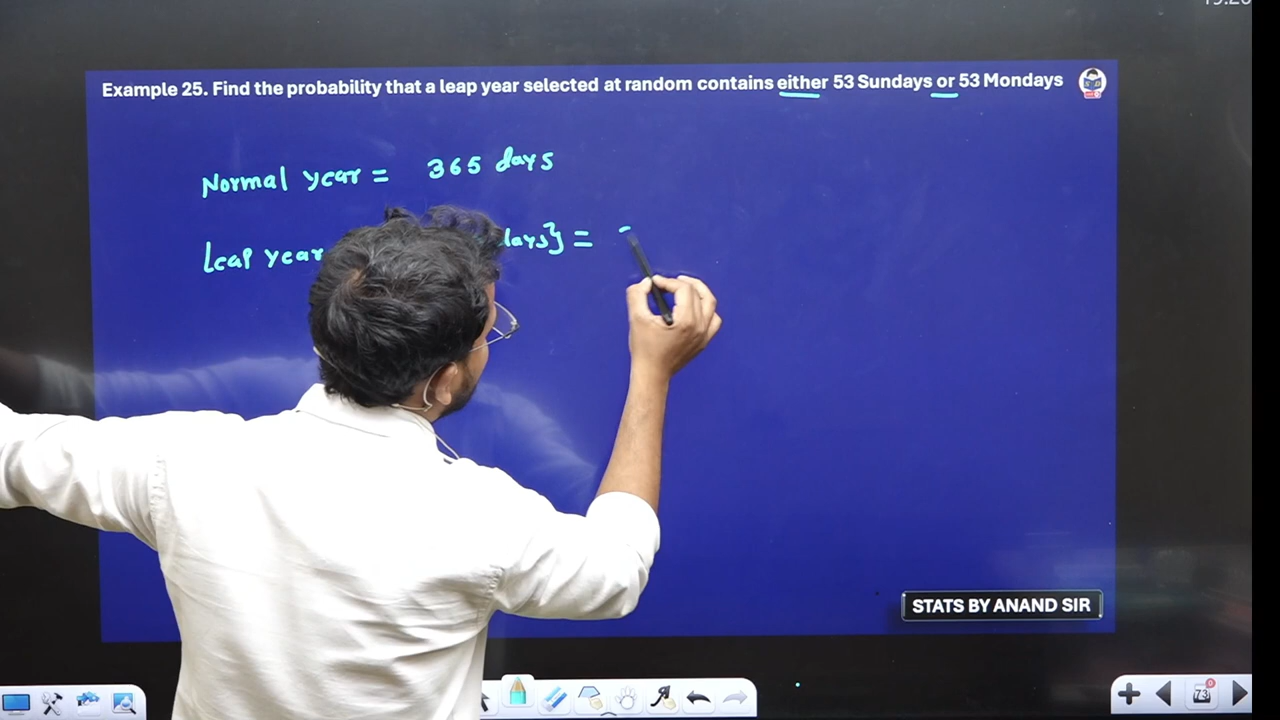 Example 25. Find the probability that a leap year selected at random contains either 53 Sundays or 53 Mondays
Normal year = 365 days
Leap year days} =
STATS BY ANAND SIR
73